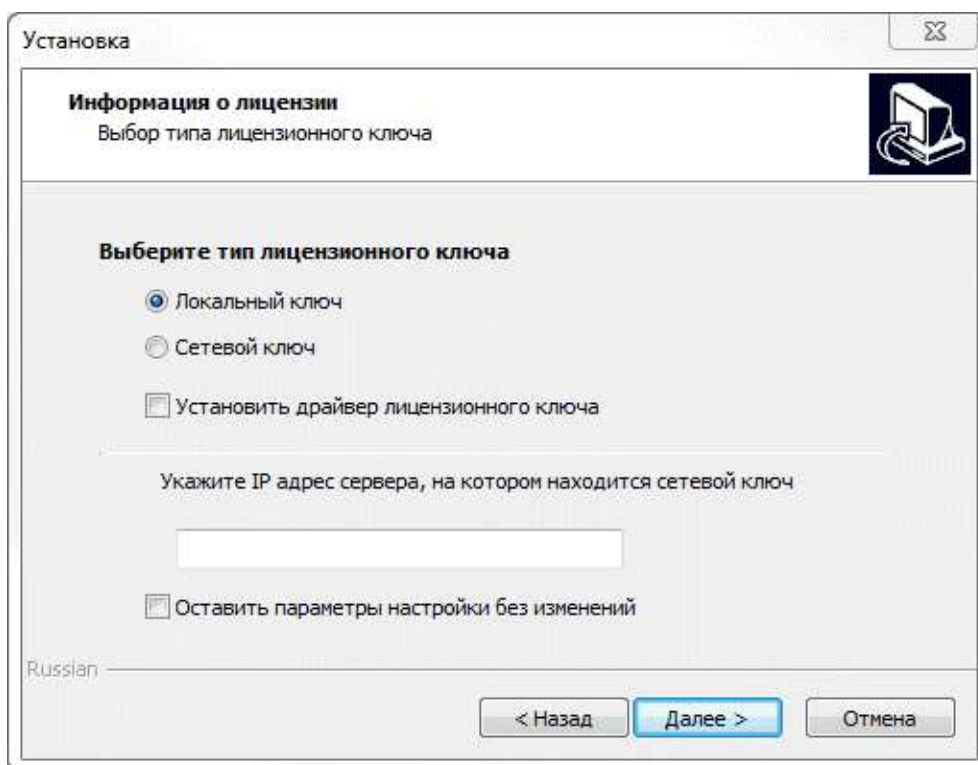 Установка
Информация о лицензии
Выбор типа лицензионного ключа
Выберите тип лицензионного ключа
Локальный ключ
Сетевой ключ
Установить драйвер лицензионного ключа
Укажите IP адрес сервера, на котором находится сетевой ключ
Оставить параметры настройки без изменений
Russian
< Назад Далее > Отмена